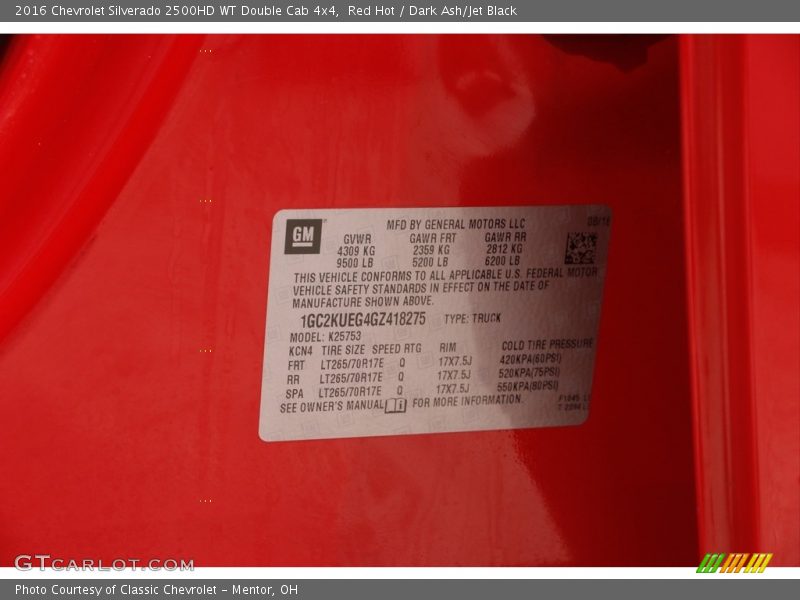 2016 Chevrolet Silverado 2500HD WT Double Cab 4x4, Red Hot / Dark Ash/Jet Black
GM
MFD BY GENERAL MOTORS LLC 08/16
GVWR GAWR FRT GAWR RR
4309 KG 2359 KG 2812 KG
9500 LB 5200 LB 6200 LB
THIS VEHICLE CONFORMS TO ALL APPLICABLE U.S. FEDERAL MOTOR
VEHICLE SAFETY STANDARDS IN EFFECT ON THE DATE OF
MANUFACTURE SHOWN ABOVE.
1GC2KUEG4GZ418275 TYPE: TRUCK
MODEL: K25753
KCN4 TIRE SIZE SPEED RTG RIM COLD TIRE PRESSURE
FRT LT265/70R17E Q 17X7.5J 420KPA(60PSI)
RR LT265/70R17E Q 17X7.5J 520KPA(75PSI)
SPA LT265/70R17E Q 17X7.5J 550KPA(80PSI)
SEE OWNER'S MANUAL FOR MORE INFORMATION.
GTCARLOT.COM
Photo Courtesy of Classic Chevrolet - Mentor, OH